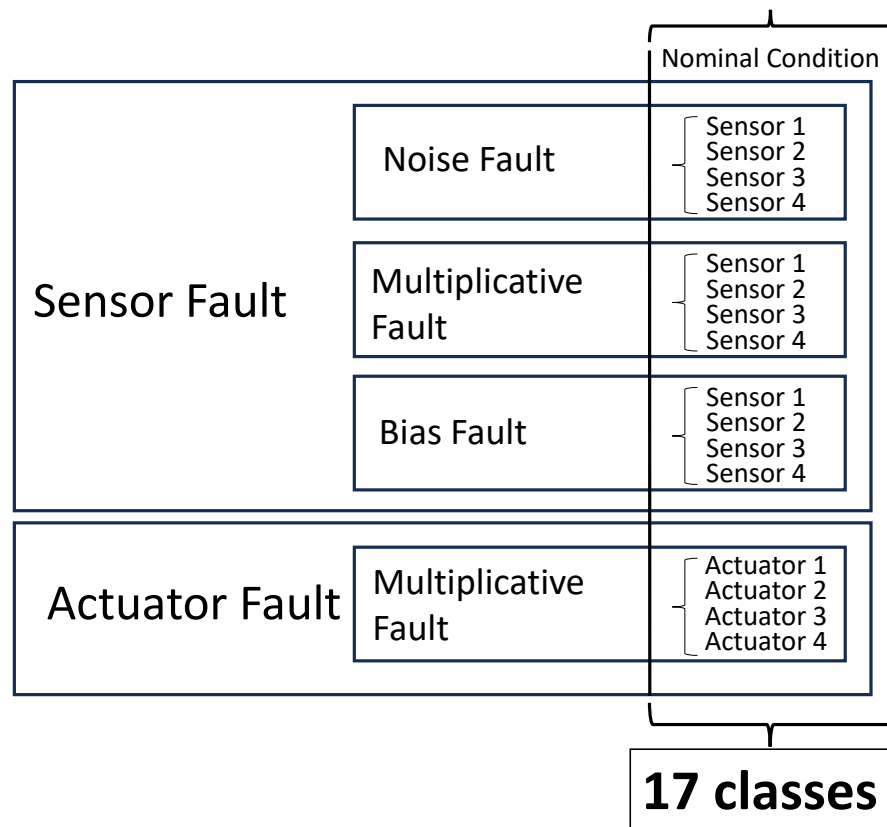 Nominal Condition
Sensor Fault
Noise Fault
Sensor 1
Sensor 2
Sensor 3
Sensor 4
Multiplicative
Fault
Sensor 1
Sensor 2
Sensor 3
Sensor 4
Bias Fault
Sensor 1
Sensor 2
Sensor 3
Sensor 4
Actuator Fault
Multiplicative
Fault
Actuator 1
Actuator 2
Actuator 3
Actuator 4
17 classes